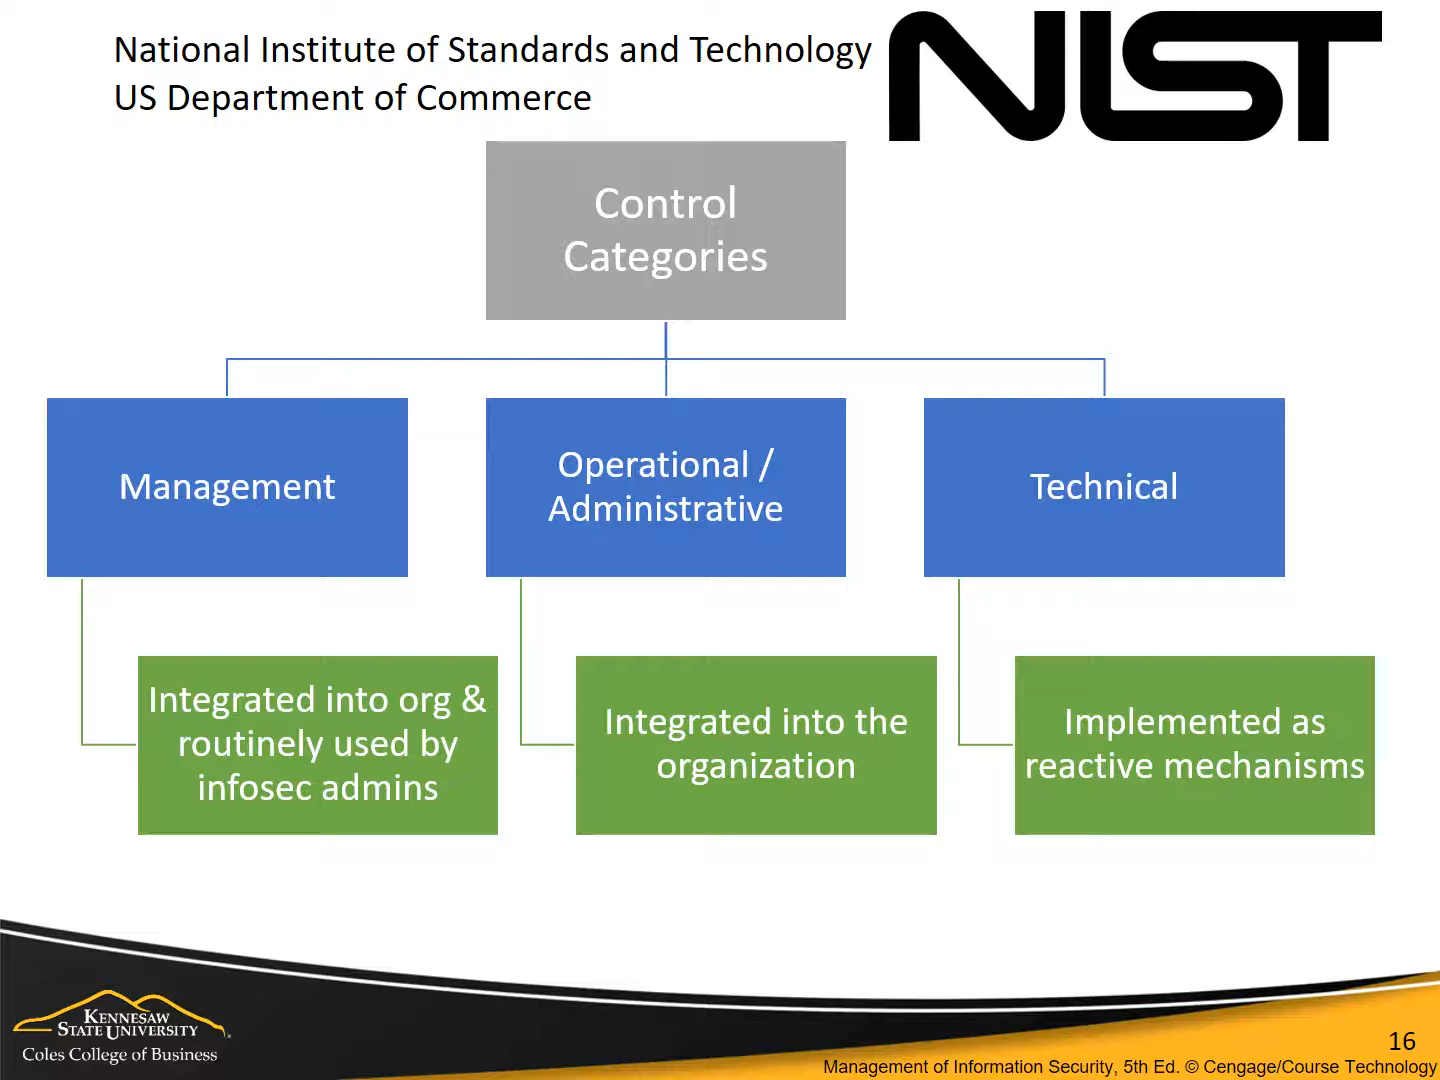 National Institute of Standards and Technology
US Department of Commerce
NIST
Control
Categories
Management
Operational /
Administrative
Technical
Integrated into org &
routinely used by
infosec admins
Integrated into the
organization
Implemented as
reactive mechanisms
KENNESAW
STATE UNIVERSITY
Coles College of Business
16
Management of Information Security, 5th Ed. © Cengage/Course Technology